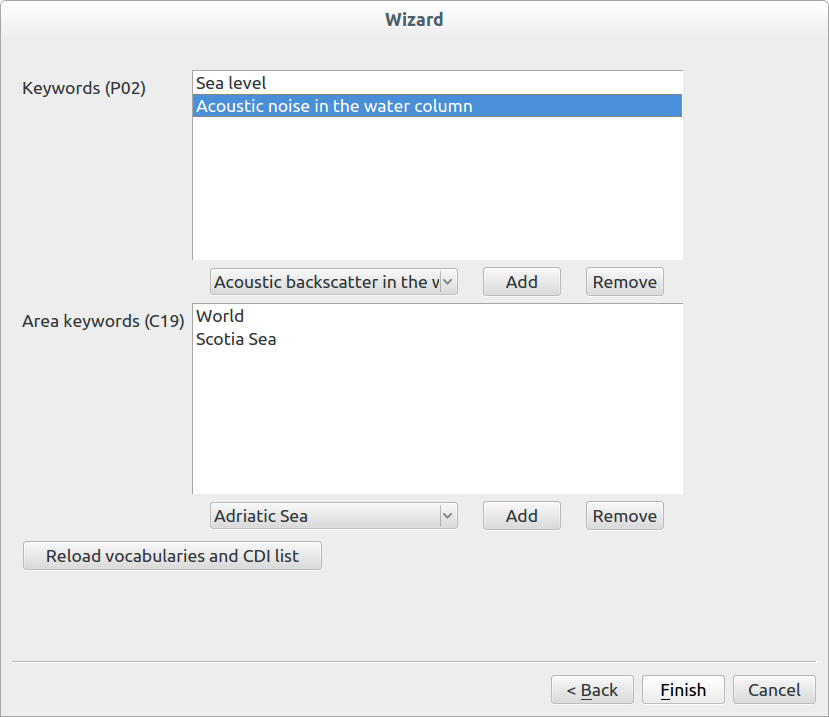 Wizard
Keywords (P02)
Sea level
Acoustic noise in the water column
Acoustic backscatter in the
Add
Remove
Area keywords (C19)
World
Scotia Sea
Adriatic Sea
Add
Remove
Reload vocabularies and CDI list
< Back
Finish
Cancel